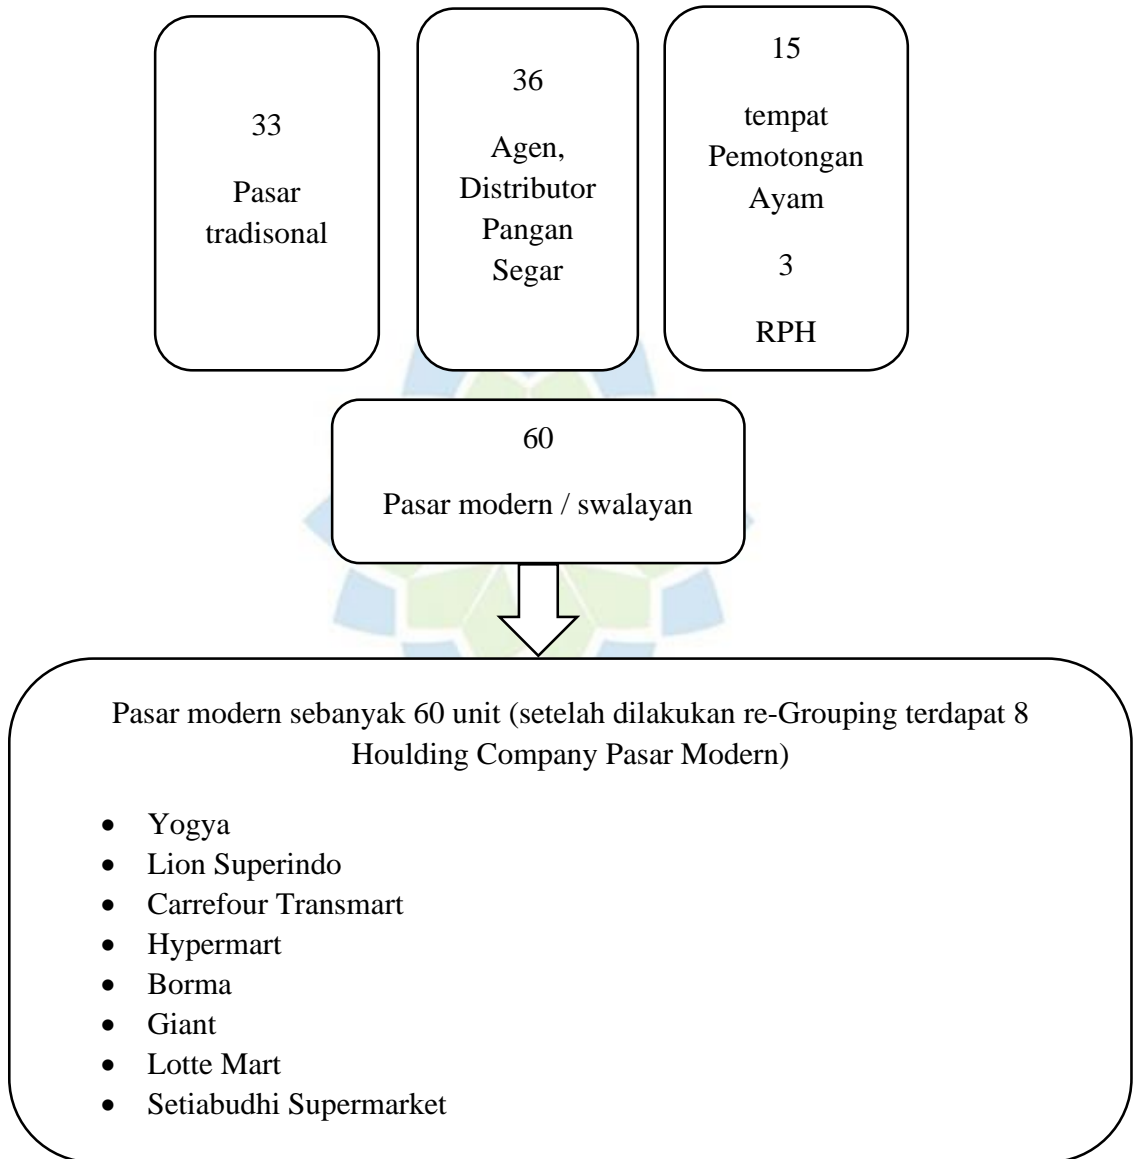 33
Pasar
tradisonal
36
Agen,
Distributor
Pangan
Segar
15
tempat
Pemotongan
Ayam
3
RPH
60
Pasar modern / swalayan
Pasar modern sebanyak 60 unit (setelah dilakukan re-Grouping terdapat 8
Houlding Company Pasar Modern)
• Yogya
• Lion Superindo
• Carrefour Transmart
• Hypermart
• Borma
• Giant
• Lotte Mart
• Setiabudhi Supermarket